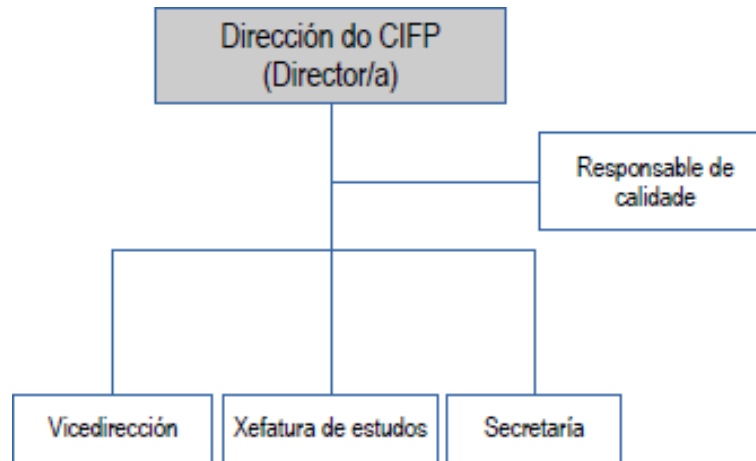 Dirección do CIFP
(Director/a)
Responsable de
calidade
Vicedirección
Xefatura de estudos
Secretaría